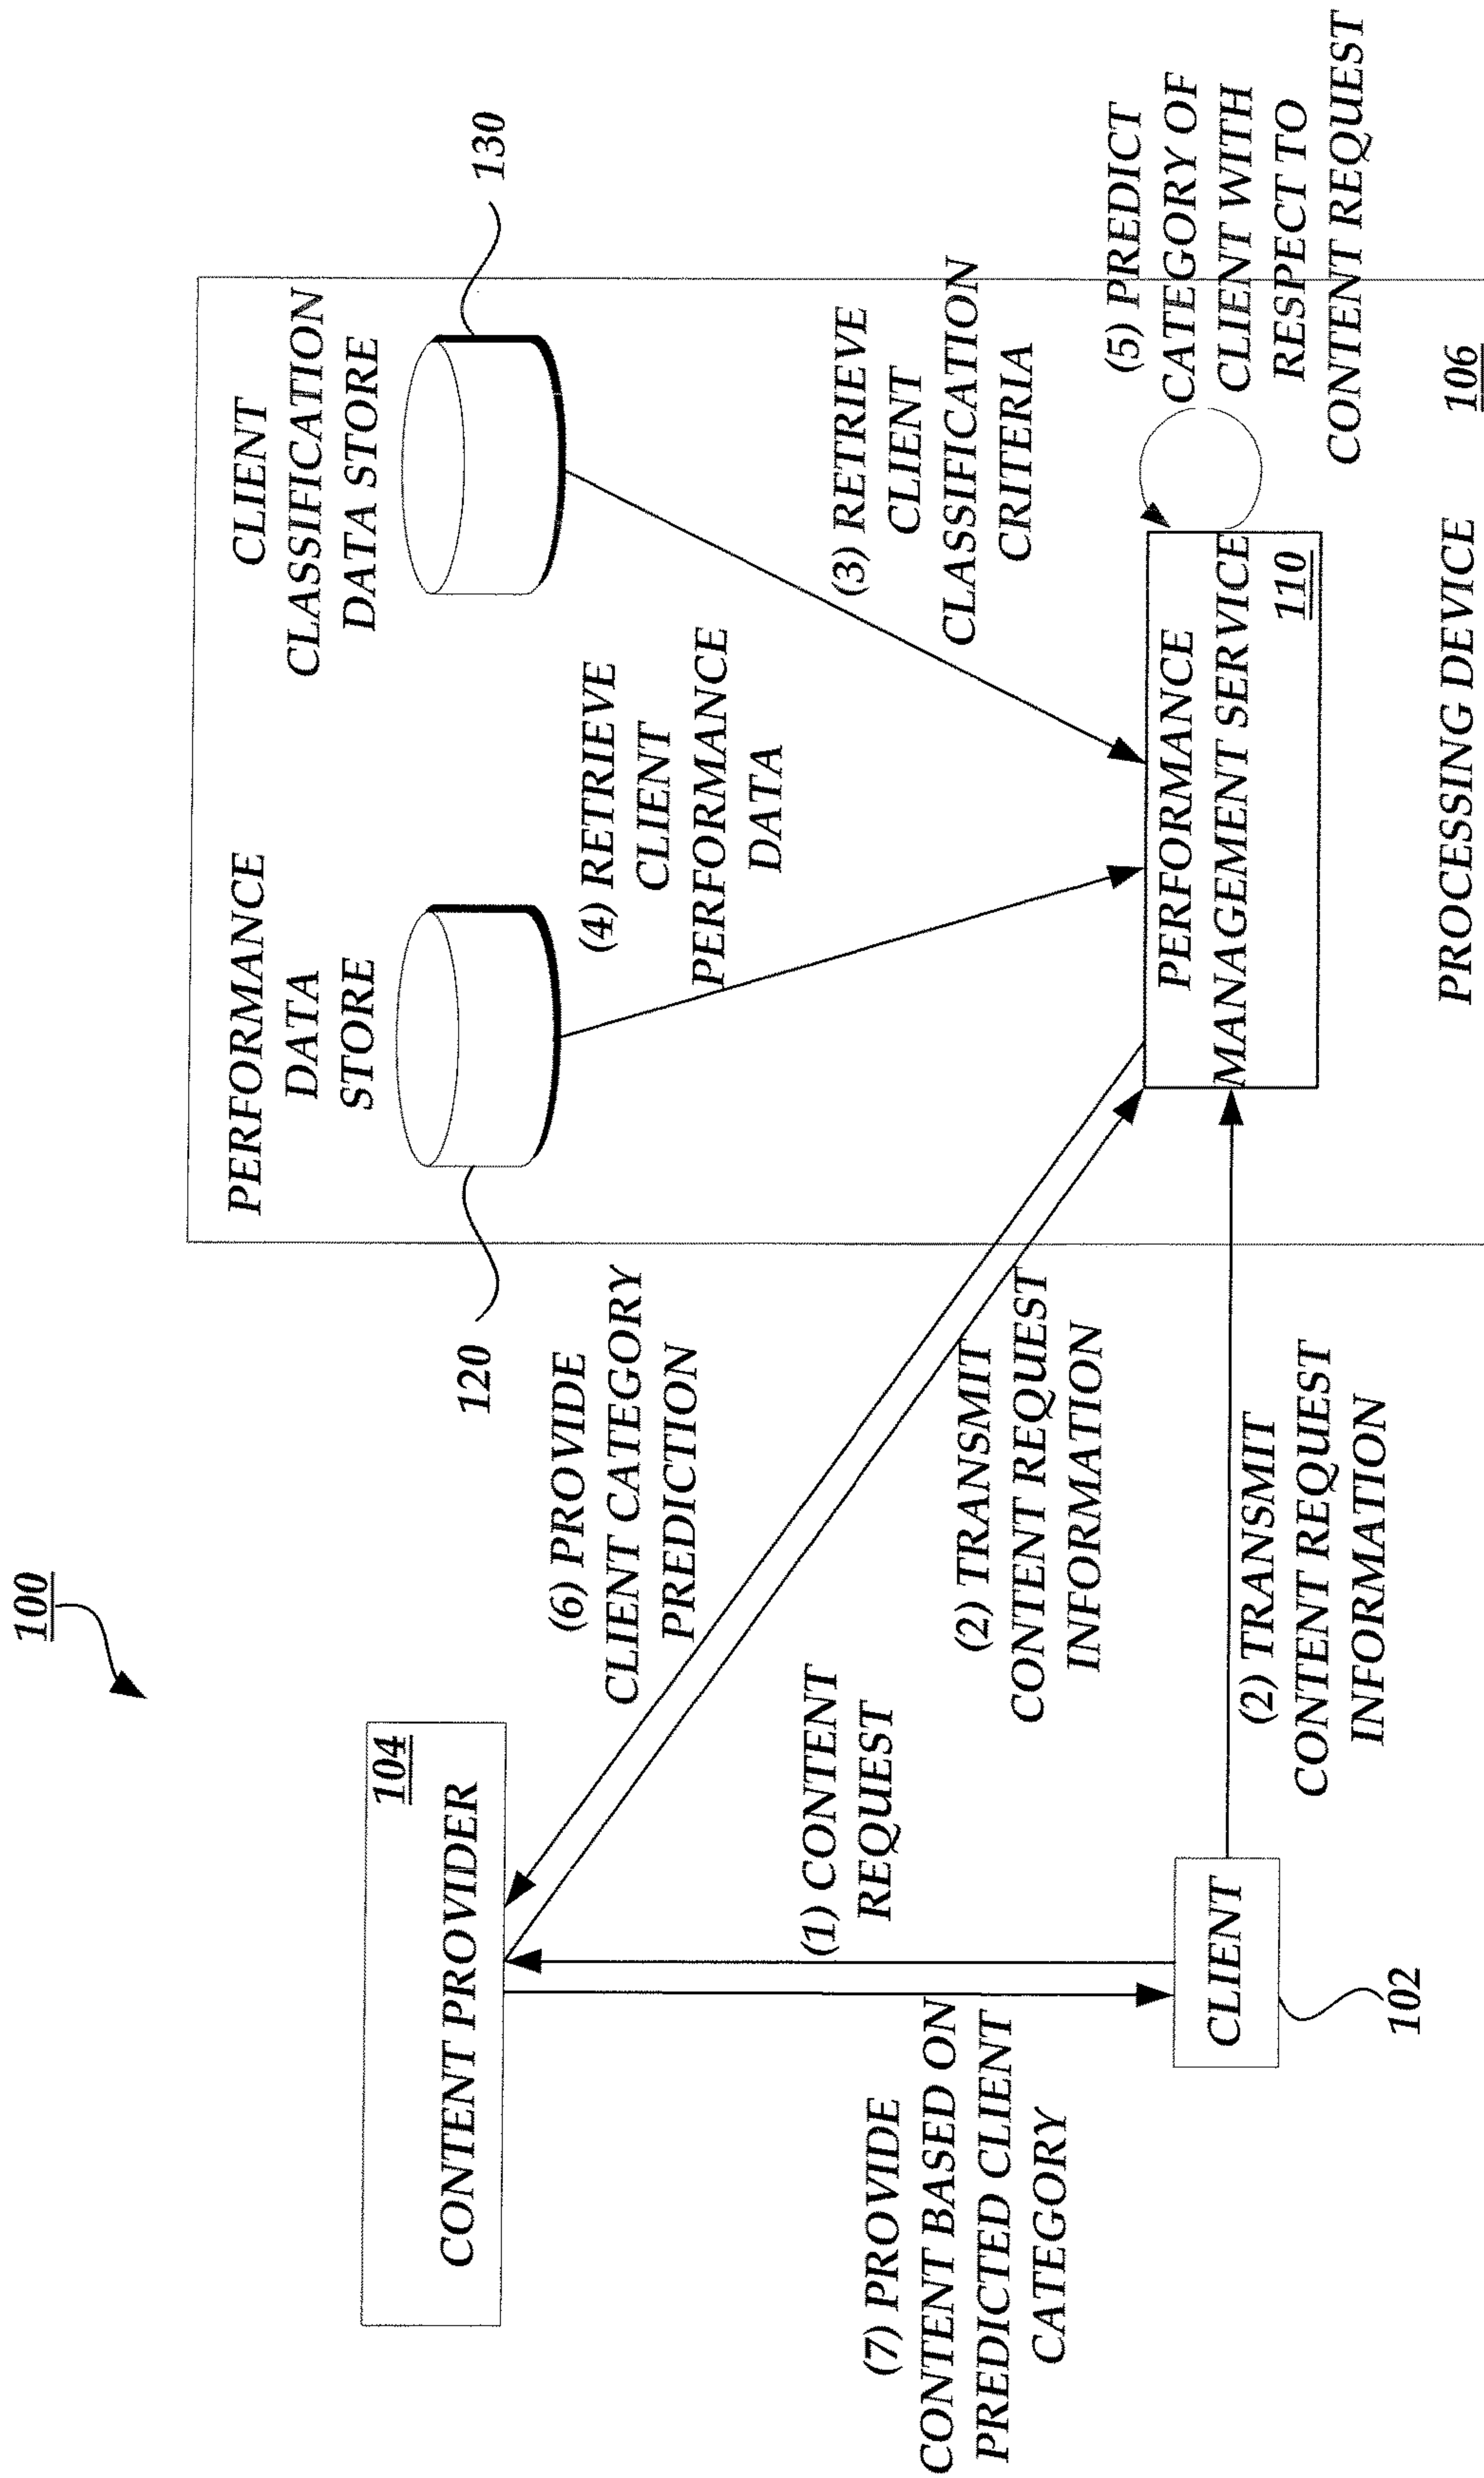 100
104
CONTENT PROVIDER
(7) PROVIDE
CONTENT BASED ON
PREDICTED CLIENT
CATEGORY
(1) CONTENT
REQUEST
CLIENT
102
(6) PROVIDE
CLIENT CATEGORY
PREDICTION
(2) TRANSMIT
CONTENT REQUEST
INFORMATION
(2) TRANSMIT
CONTENT REQUEST
INFORMATION
PERFORMANCE
DATA
STORE
120
CLIENT
CLASSIFICATION
DATA STORE
130
(4) RETRIEVE
CLIENT
PERFORMANCE
DATA
(3) RETRIEVE
CLIENT
CLASSIFICATION
CRITERIA
PERFORMANCE
MANAGEMENT SERVICE
110
(5) PREDICT
CATEGORY OF
CLIENT WITH
RESPECT TO
CONTENT REQUEST
PROCESSING DEVICE
106